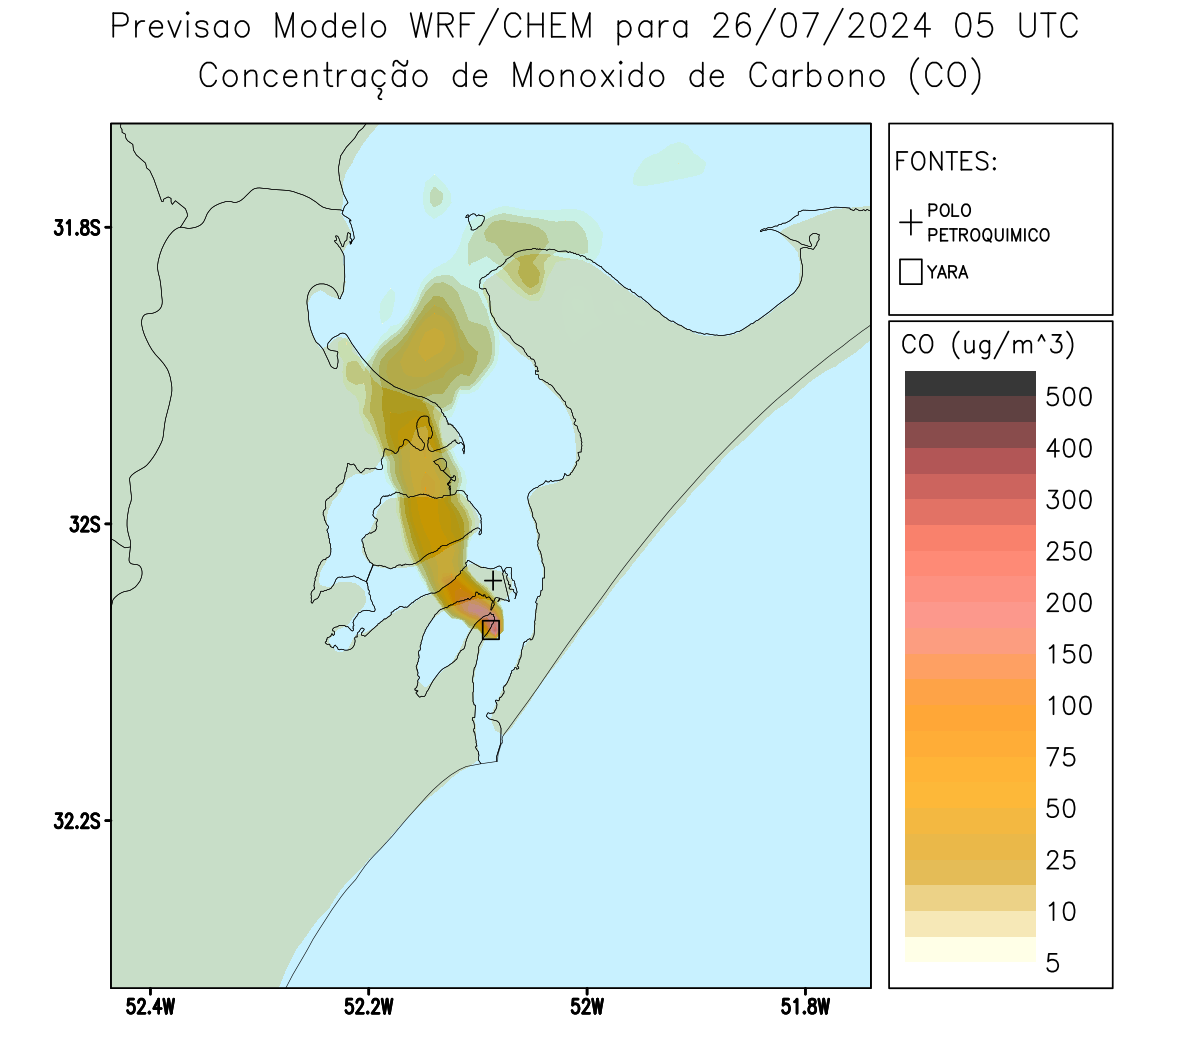 Previsao Modelo WRF/CHEM para 26/07/2024 05 UTC
Concentração de Monoxido de Carbono (CO)
FONTES:
POLO
PETROQUIMICO
YARA
CO (ug/m^3)
500
400
300
250
200
150
100
75
50
25
10
5
31.8S
32S
32.2S
52.4W
52.2W
52W
51.8W